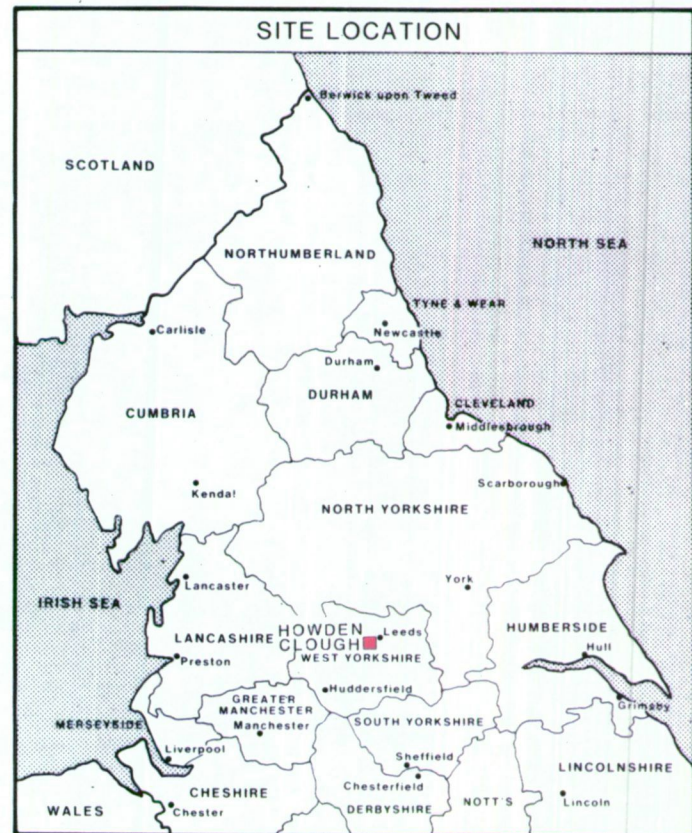 SITE LOCATION
Berwick upon Tweed
SCOTLAND
NORTHUMBERLAND
NORTH SEA
TYNE & WEAR
Carlisle
Newcastle
Durham
DURHAM
CLEVELAND
CUMBRIA
Middlesbrough
Kendal
Scarborough
NORTH YORKSHIRE
Lancaster
York
IRISH SEA
HOWDEN
CLOUGH
Leeds
LANCASHIRE
HUMBERSIDE
WEST YORKSHIRE
Hull
Preston
Huddersfield
Grimsby
GREATER
MANCHESTER
MERSEYSIDE
Manchester
SOUTH YORKSHIRE
Liverpool
Sheffield
LINCOLNSHIRE
Chesterfield
CHESHIRE
DERBYSHIRE
NOTT'S
Lincoln
WALES
Chester